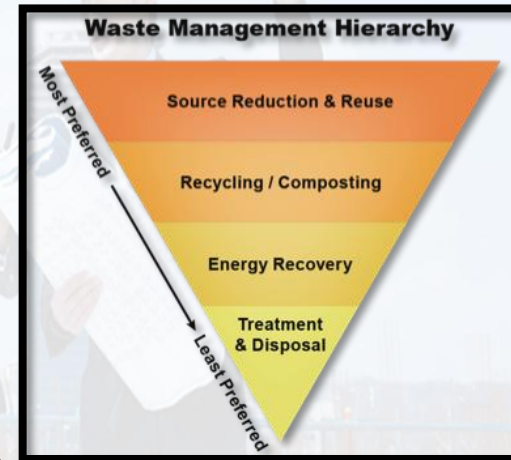 Waste Management Hierarchy
Most Preferred
Source Reduction & Reuse
Recycling / Composting
Energy Recovery
Treatment
& Disposal
Least Preferred